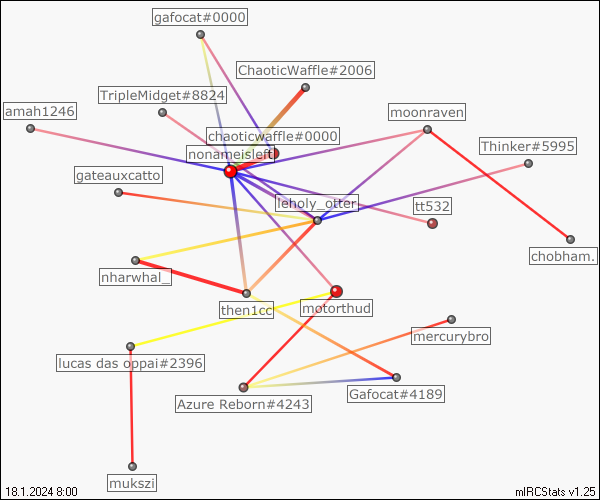 gafocat#0000
ChaoticWaffle#2006
TripleMidget#8824
amah1246
moonraven
chaoticwaffle#0000
Thinker#5995
nonameisleft
gateauxcatto
leholy_otter
tt532
chobham.
nharwhal_
then1cc
motorthud
mercurybro
lucas das oppai#2396
Gafocat#4189
Azure Reborn#4243
mukszi
18.1.2024 8:00
mIRCStats v1.25